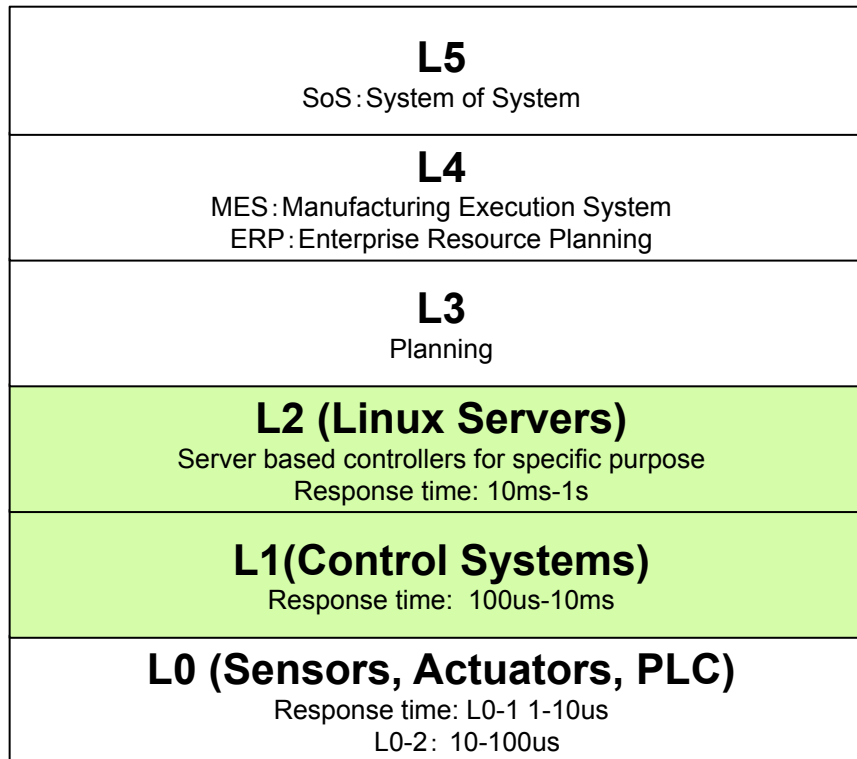 L5
SoS：System of System
L4
MES：Manufacturing Execution System
ERP：Enterprise Resource Planning
L3
Planning
L2 (Linux Servers)
Server based controllers for specific purpose
Response time: 10ms-1s
L1(Control Systems)
Response time:  100us-10ms
L0 (Sensors, Actuators, PLC)
Response time: L0-1 1-10us
L0-2： 10-100us